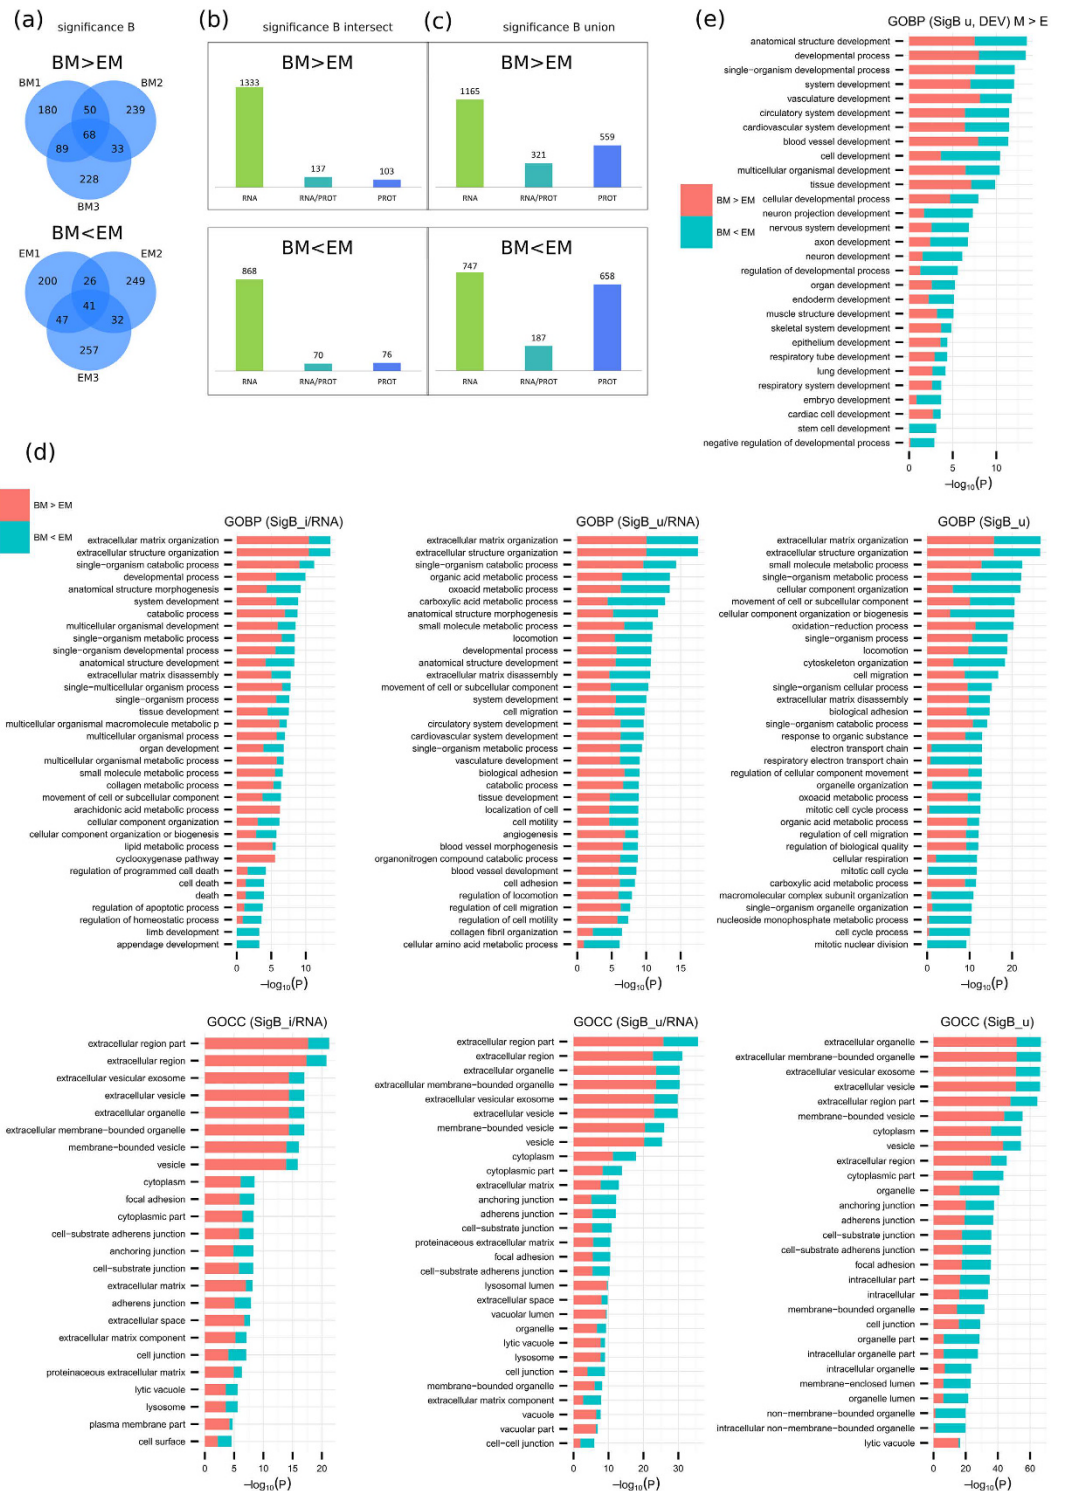 (a)
significance B
BM>EM
BM1
BM2
180
50
239
68
89
33
228
BM3
BM<EM
EM1
EM2
200
26
249
41
47
32
257
EM3
(b)
significance B intersect
BM>EM
1333
137
103
RNA
RNA/PROT
PROT
BM<EM
868
70
76
RNA
RNA/PROT
PROT
(c)
significance B union
BM>EM
1165
321
559
RNA
RNA/PROT
PROT
BM<EM
747
187
658
RNA
RNA/PROT
PROT
(e)
GOBP (SigB u, DEV) M > E
anatomical structure development
developmental process
single−organism developmental process
system development
vasculature development
circulatory system development
cardiovascular system development
blood vessel development
cell development
multicellular organismal development
tissue development
cellular developmental process
neuron projection development
nervous system development
axon development
neuron development
regulation of developmental process
organ development
endoderm development
muscle structure development
skeletal system development
epithelium development
respiratory tube development
lung development
respiratory system development
embryo development
cardiac cell development
stem cell development
negative regulation of developmental process
BM > EM
BM < EM
0
5
10
−log10(P)
(d)
BM > EM
BM < EM
GOBP (SigB_i/RNA)
extracellular matrix organization
extracellular structure organization
single−organism catabolic process
developmental process
anatomical structure morphogenesis
system development
catabolic process
multicellular organismal development
single−organism metabolic process
single−organism developmental process
anatomical structure development
extracellular matrix disassembly
single−multicellular organism process
single−organism process
tissue development
multicellular organismal macromolecule metabolic p
multicellular organismal process
organ development
multicellular organismal metabolic process
small molecule metabolic process
collagen metabolic process
movement of cell or subcellular component
arachidonic acid metabolic process
cellular component organization
cellular component organization or biogenesis
lipid metabolic process
cyclooxygenase pathway
regulation of programmed cell death
cell death
death
regulation of apoptotic process
regulation of homeostatic process
limb development
appendage development
0
5
10
−log10(P)
GOBP (SigB_u/RNA)
extracellular matrix organization
extracellular structure organization
single−organism catabolic process
organic acid metabolic process
oxoacid metabolic process
carboxylic acid metabolic process
anatomical structure morphogenesis
small molecule metabolic process
locomotion
developmental process
anatomical structure development
extracellular matrix disassembly
movement of cell or subcellular component
system development
cell migration
circulatory system development
cardiovascular system development
single−organism metabolic process
vasculature development
biological adhesion
catabolic process
tissue development
localization of cell
cell motility
angiogenesis
blood vessel morphogenesis
organonitrogen compound catabolic process
blood vessel development
cell adhesion
regulation of locomotion
regulation of cell migration
regulation of cell motility
collagen fibril organization
cellular amino acid metabolic process
0
5
10
15
−log10(P)
GOBP (SigB_u)
extracellular matrix organization
extracellular structure organization
small molecule metabolic process
single−organism metabolic process
cellular component organization
movement of cell or subcellular component
cellular component organization or biogenesis
oxidation−reduction process
single−organism process
locomotion
cytoskeleton organization
cell migration
single−organism cellular process
extracellular matrix disassembly
biological adhesion
single−organism catabolic process
response to organic substance
electron transport chain
respiratory electron transport chain
regulation of cellular component movement
organelle organization
oxoacid metabolic process
mitotic cell cycle process
organic acid metabolic process
regulation of cell migration
regulation of biological quality
cellular respiration
mitotic cell cycle
carboxylic acid metabolic process
macromolecular complex subunit organization
single−organism organelle organization
nucleoside monophosphate metabolic process
cell cycle process
mitotic nuclear division
0
10
20
−log10(P)
GOCC (SigB_i/RNA)
extracellular region part
extracellular region
extracellular vesicular exosome
extracellular vesicle
extracellular organelle
extracellular membrane−bounded organelle
membrane−bounded vesicle
vesicle
cytoplasm
focal adhesion
cytoplasmic part
cell−substrate adherens junction
anchoring junction
cell−substrate junction
extracellular matrix
adherens junction
extracellular space
extracellular matrix component
cell junction
proteinaceous extracellular matrix
lytic vacuole
lysosome
plasma membrane part
cell surface
0
5
10
15
20
−log10(P)
GOCC (SigB_u/RNA)
extracellular region part
extracellular region
extracellular organelle
extracellular membrane−bounded organelle
extracellular vesicular exosome
extracellular vesicle
membrane−bounded vesicle
vesicle
cytoplasm
cytoplasmic part
extracellular matrix
anchoring junction
adherens junction
cell−substrate junction
proteinaceous extracellular matrix
focal adhesion
cell−substrate adherens junction
lysosomal lumen
extracellular space
vacuolar lumen
organelle
lytic vacuole
lysosome
cell junction
membrane−bounded organelle
extracellular matrix component
vacuole
vacuolar part
cell−cell junction
0
10
20
30
−log10(P)
GOCC (SigB_u)
extracellular organelle
extracellular membrane−bounded organelle
extracellular vesicular exosome
extracellular vesicle
extracellular region part
membrane−bounded vesicle
cytoplasm
vesicle
extracellular region
cytoplasmic part
organelle
anchoring junction
adherens junction
cell−substrate junction
cell−substrate adherens junction
focal adhesion
intracellular part
intracellular
membrane−bounded organelle
cell junction
organelle part
intracellular organelle part
intracellular organelle
membrane−enclosed lumen
organelle lumen
non−membrane−bounded organelle
intracellular non−membrane−bounded organelle
lytic vacuole
0
20
40
60
−log10(P)